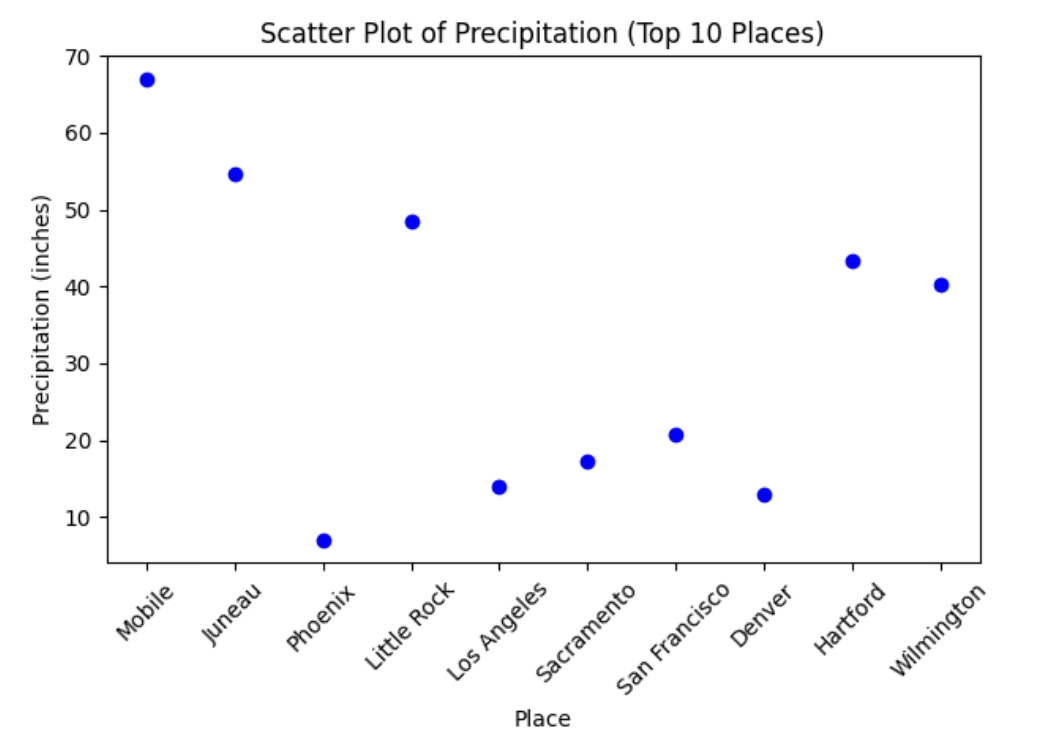 Scatter Plot of Precipitation (Top 10 Places)
Precipitation (inches)
70
60
50
40
30
20
10
Mobile
Juneau
Phoenix
Little Rock
Los Angeles
Sacramento
San Francisco
Denver
Hartford
Wilmington
Place